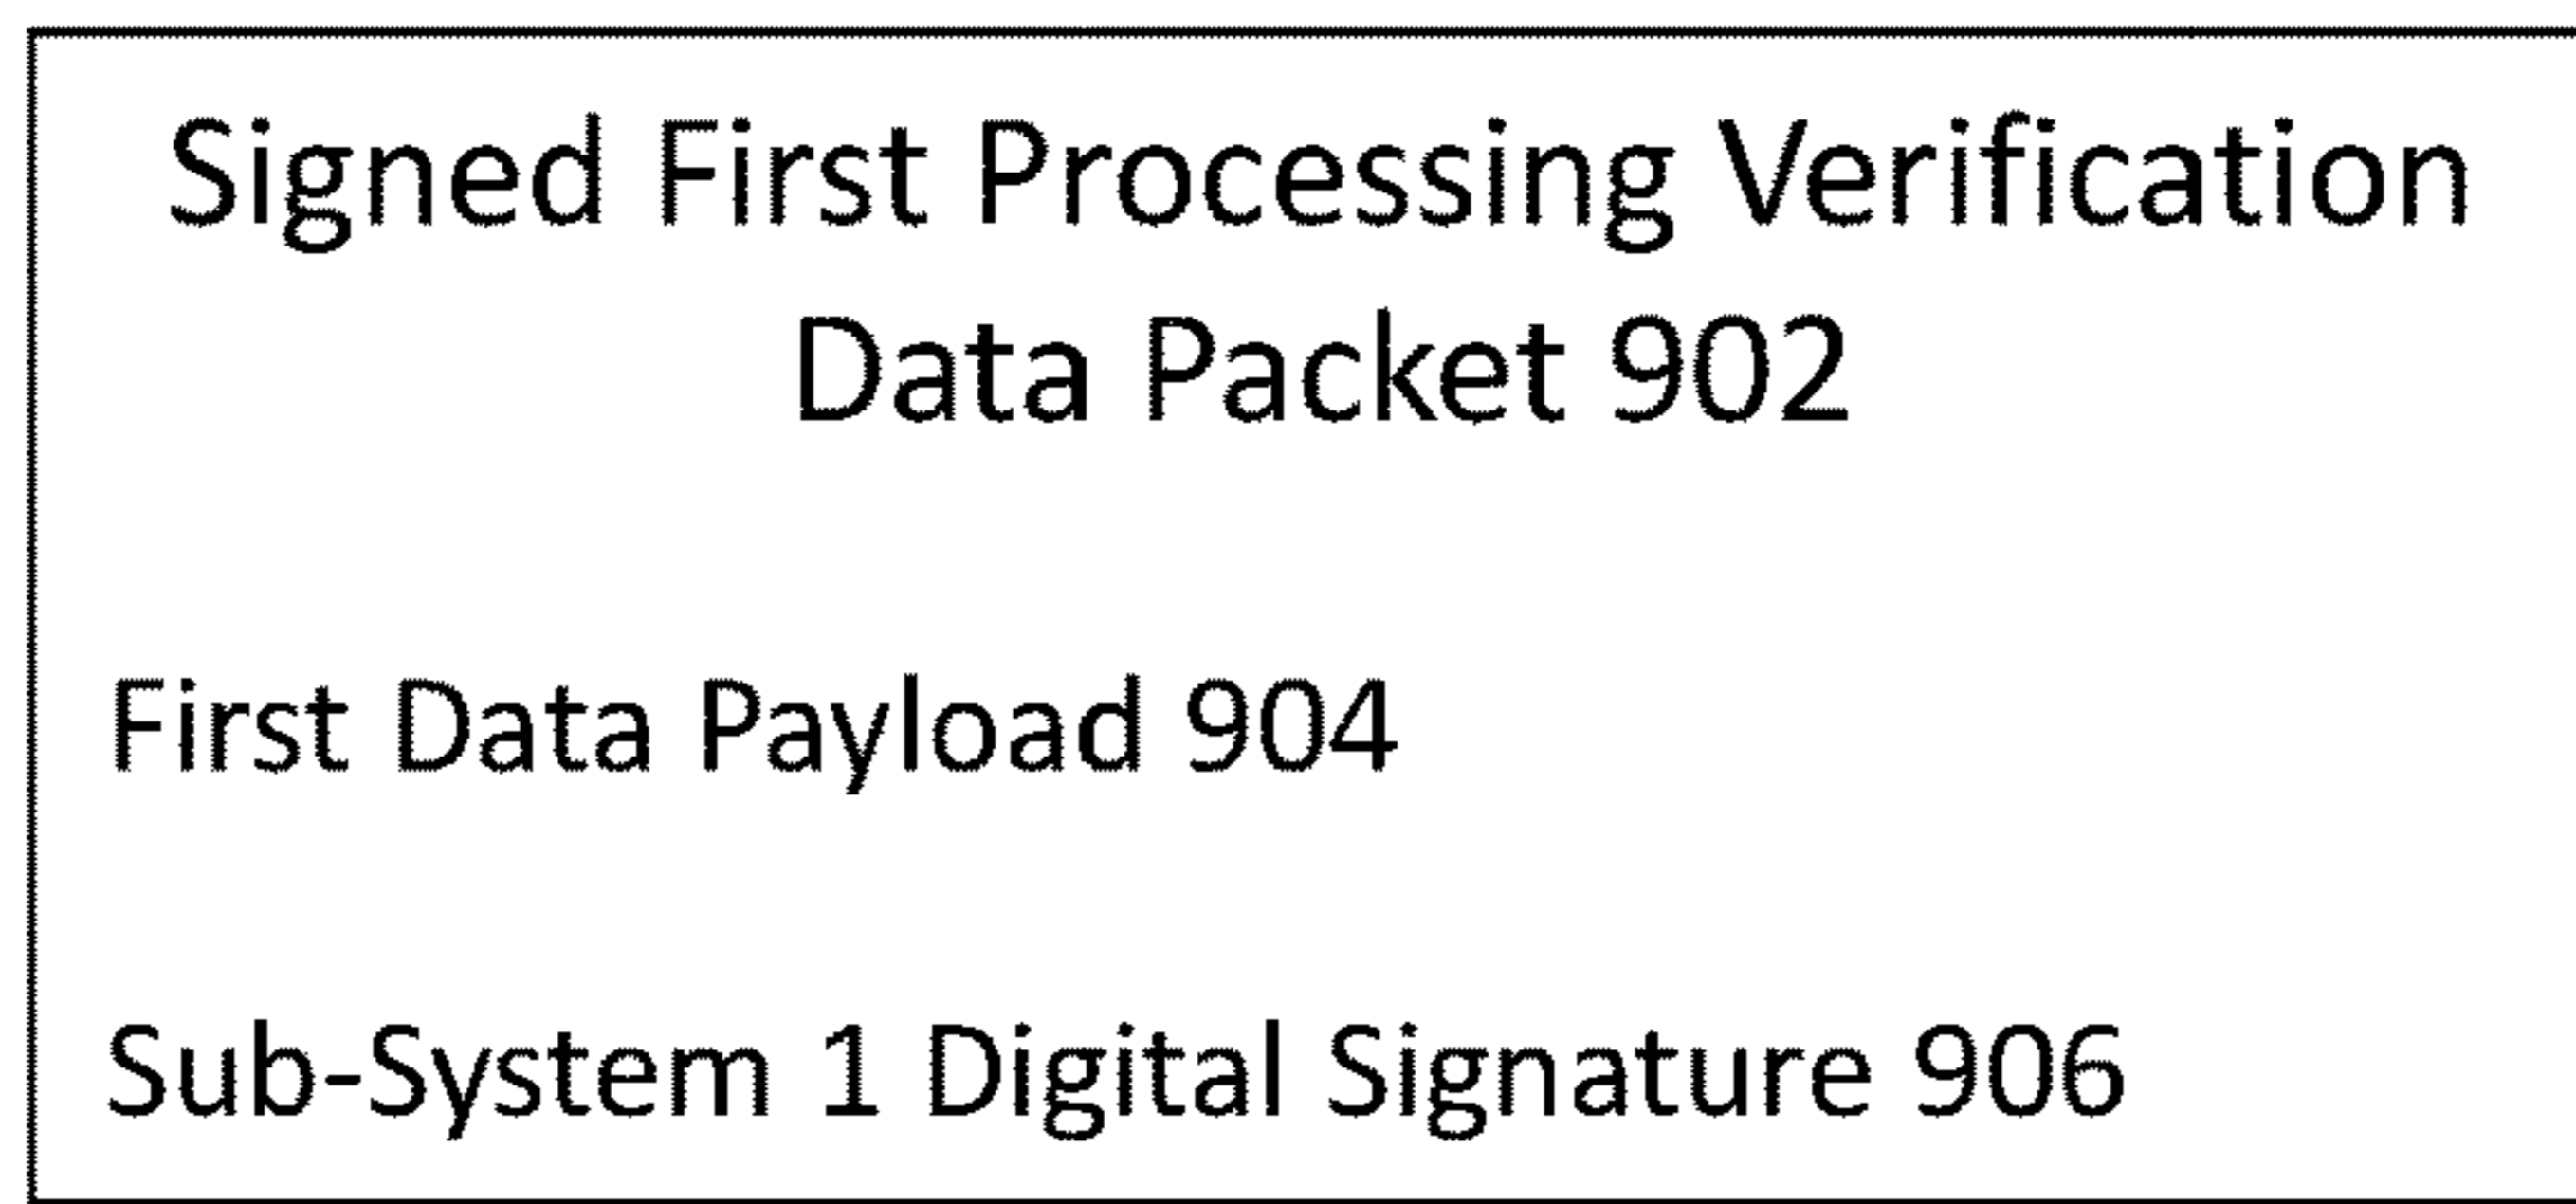 Signed First Processing Verification
Data Packet 902
First Data Payload 904
Sub-System 1 Digital Signature 906